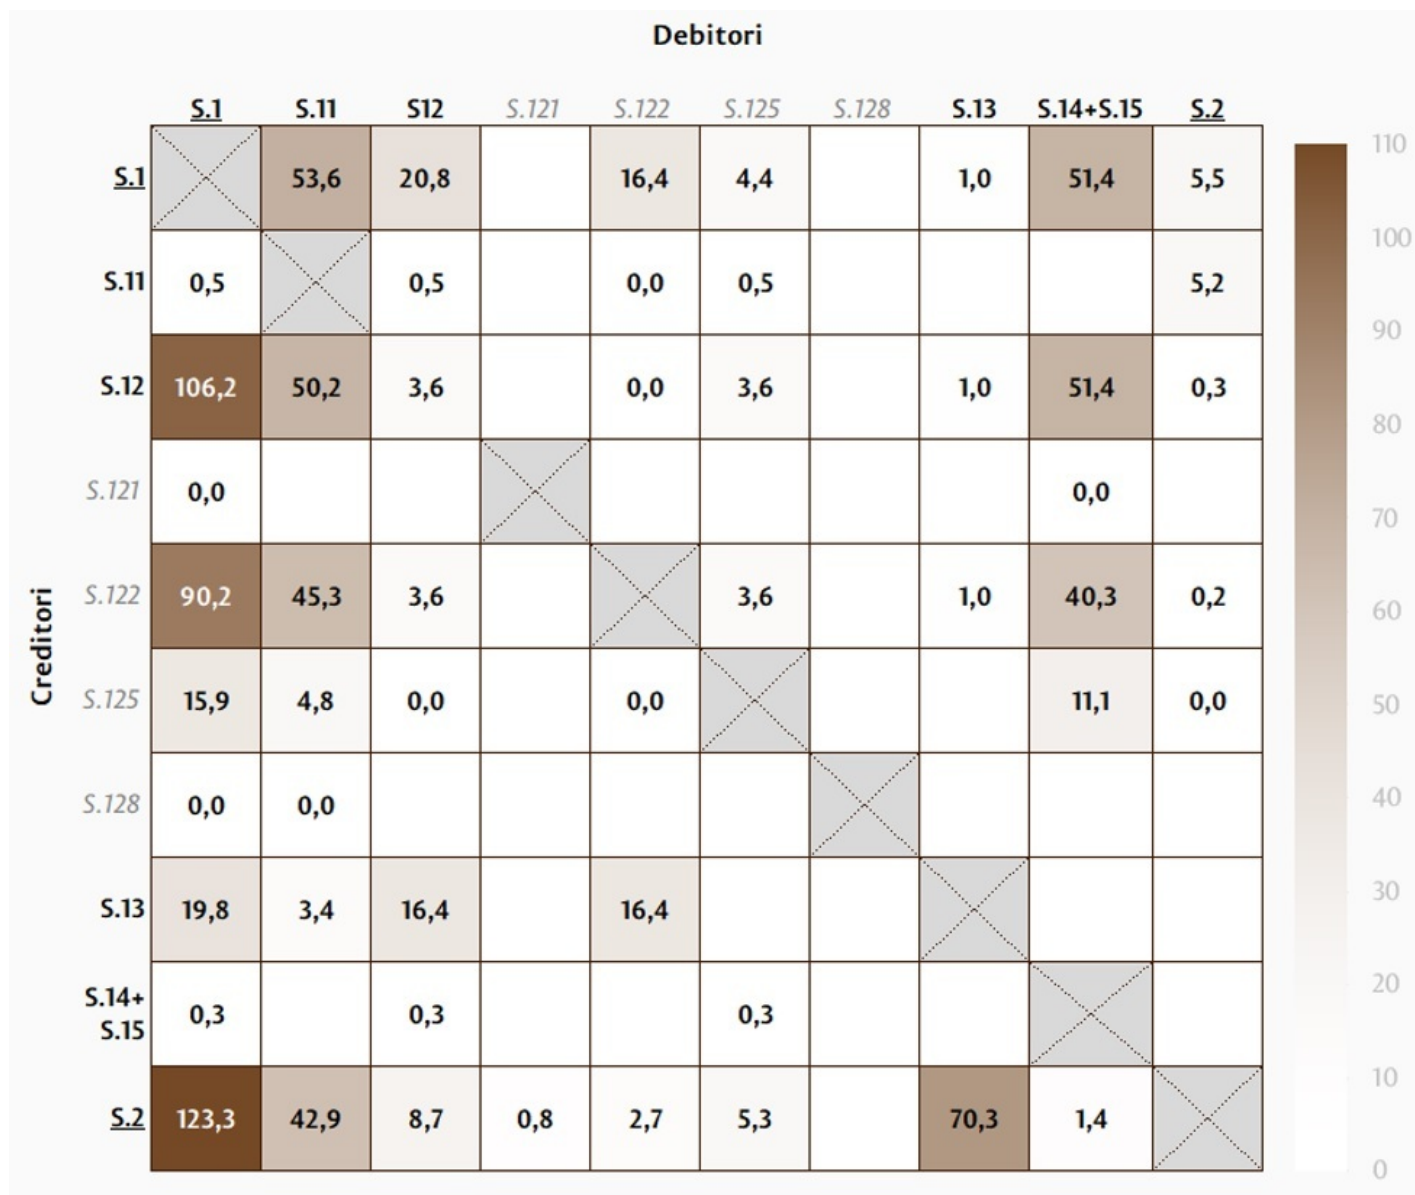 Debitori
S.1 S.11 S12 S.121 S.122 S.125 S.128 S.13 S.14+S.15 S.2
S.1 53,6 20,8 16,4 4,4 1,0 51,4 5,5
S.11 0,5 0,5 0,0 0,5 5,2
S.12 106,2 50,2 3,6 0,0 3,6 1,0 51,4 0,3
S.121 0,0 0,0
S.122 90,2 45,3 3,6 3,6 1,0 40,3 0,2
S.125 15,9 4,8 0,0 0,0 11,1 0,0
S.128 0,0 0,0
S.13 19,8 3,4 16,4 16,4
S.14+
S.15 0,3 0,3 0,3
S.2 123,3 42,9 8,7 0,8 2,7 5,3 70,3 1,4
Creditori
110
100
90
80
70
60
50
40
30
20
10
0